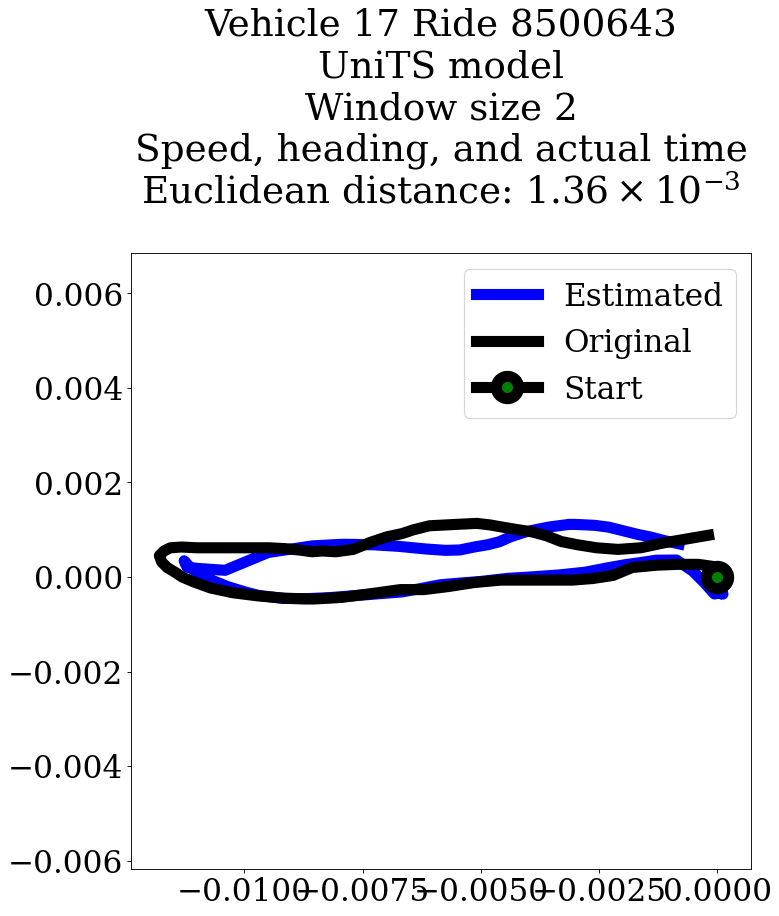 Vehicle 17 Ride 8500643
UniTS model
Window size 2
Speed, heading, and actual time
Euclidean distance: 1.36 × 10⁻³
Estimated
Original
Start
0.006
0.004
0.002
0.000
−0.002
−0.004
−0.006
−0.0100 −0.0075 −0.0050 −0.0025 0.0000